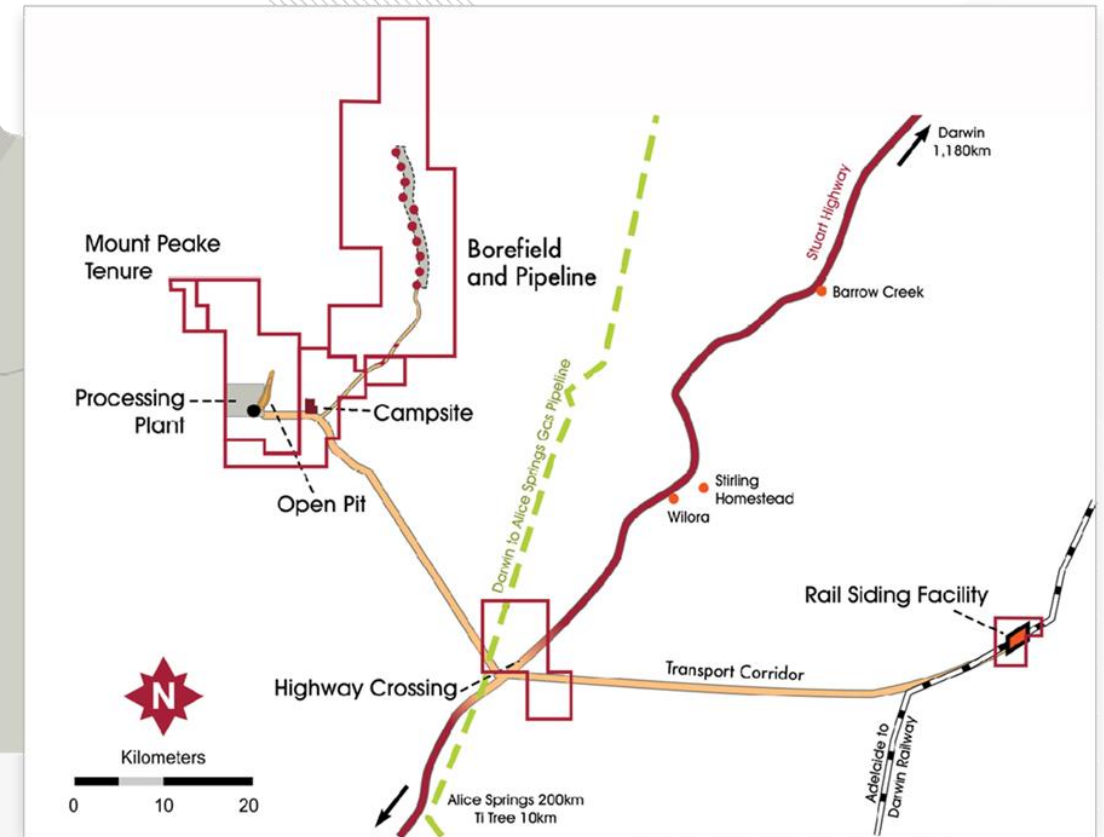 Darwin
1,180km
Stuart Highway
Mount Peake
Tenure
Borefield
and Pipeline
Barrow Creek
Processing
Plant
Campsite
Darwin to Alice Springs Gas Pipeline
Open Pit
Stirling
Homestead
Wilora
Rail Siding Facility
Highway Crossing
Transport Corridor
N
Kilometers
0 10 20
Alice Springs 200km
Ti Tree 10km
Adelaide to
Darwin Railway